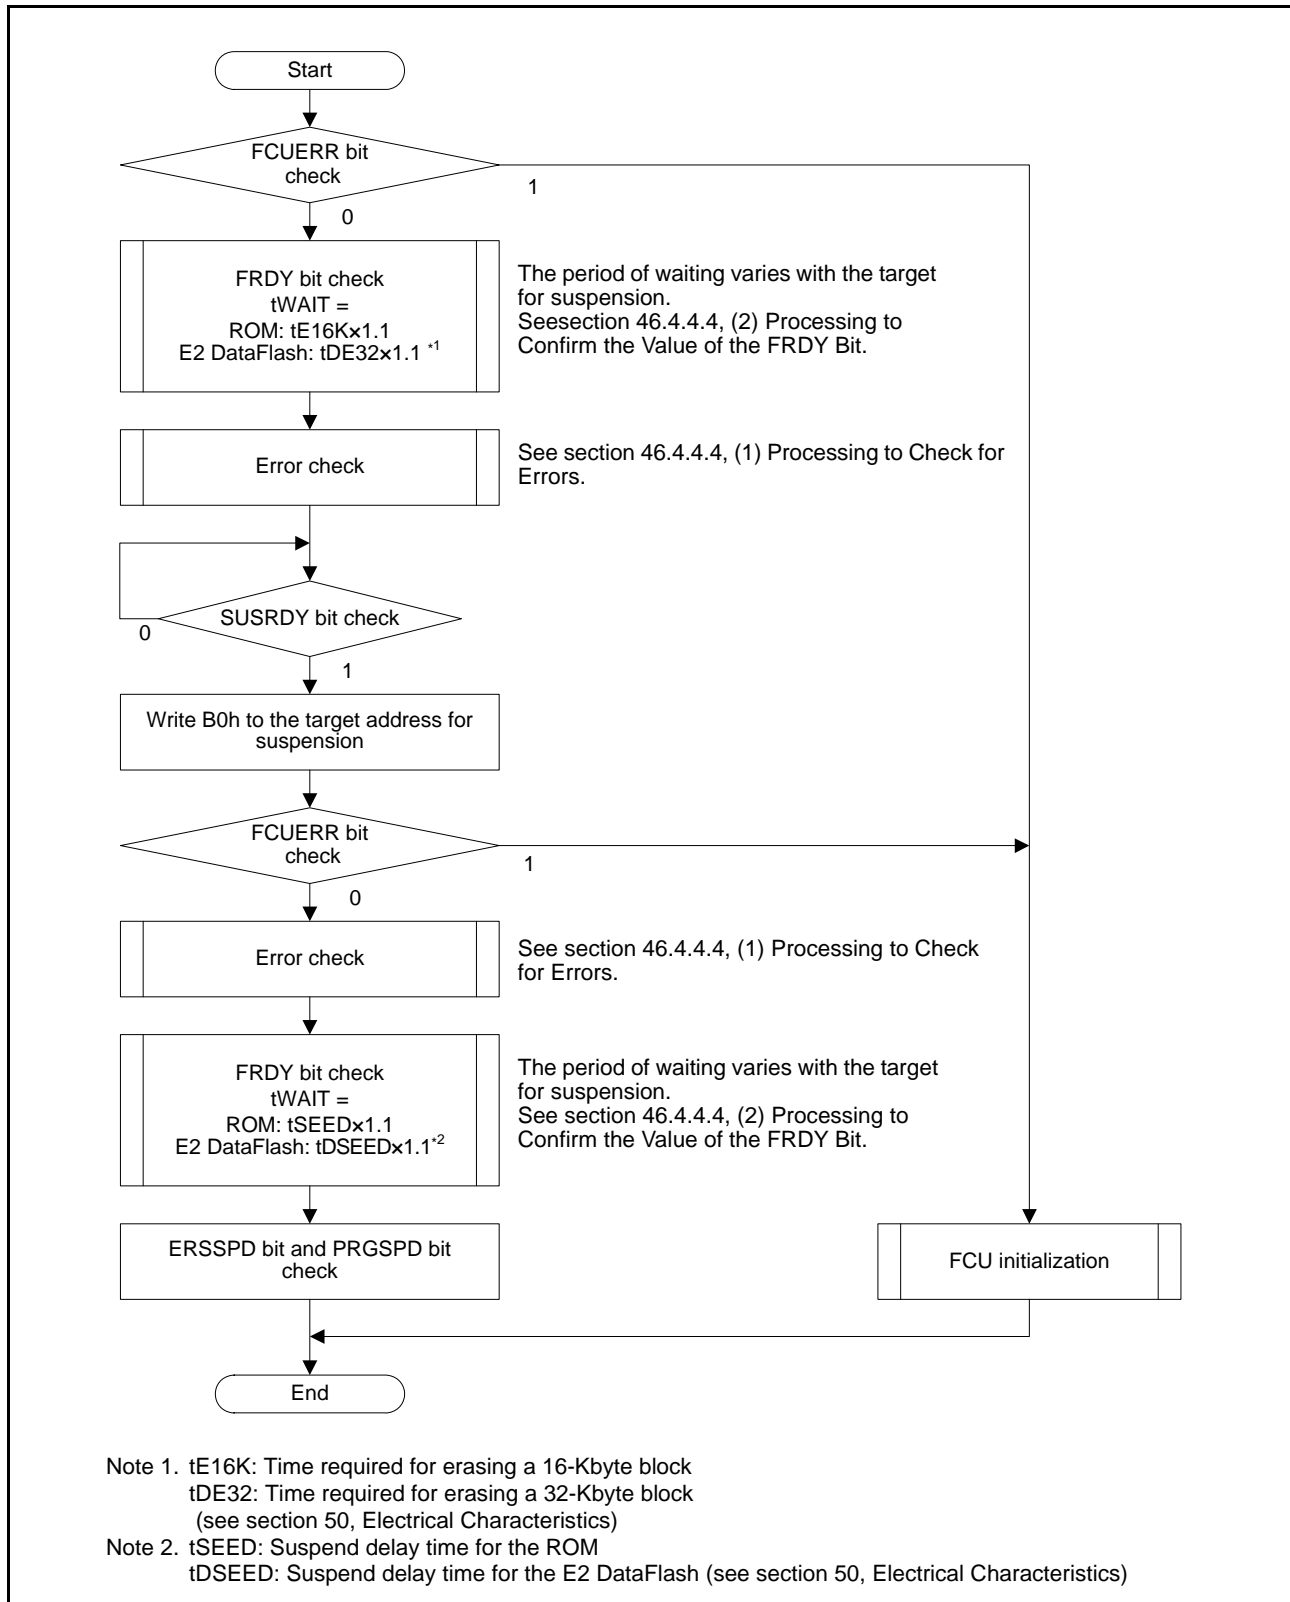 Start
FCUERR bit
check
1
0
FRDY bit check
tWAIT =
ROM: tE16K×1.1
E2 DataFlash: tDE32×1.1 *1
The period of waiting varies with the target
for suspension.
Seesection 46.4.4.4, (2) Processing to
Confirm the Value of the FRDY Bit.
Error check
See section 46.4.4.4, (1) Processing to Check for
Errors.
SUSRDY bit check
0
1
Write B0h to the target address for
suspension
FCUERR bit
check
1
0
Error check
See section 46.4.4.4, (1) Processing to Check
for Errors.
FRDY bit check
tWAIT =
ROM: tSEED×1.1
E2 DataFlash: tDSEED×1.1*2
The period of waiting varies with the target
for suspension.
See section 46.4.4.4, (2) Processing to
Confirm the Value of the FRDY Bit.
ERSSPD bit and PRGSPD bit
check
FCU initialization
End
Note 1. tE16K: Time required for erasing a 16-Kbyte block
tDE32: Time required for erasing a 32-Kbyte block
(see section 50, Electrical Characteristics)
Note 2. tSEED: Suspend delay time for the ROM
tDSEED: Suspend delay time for the E2 DataFlash (see section 50, Electrical Characteristics)